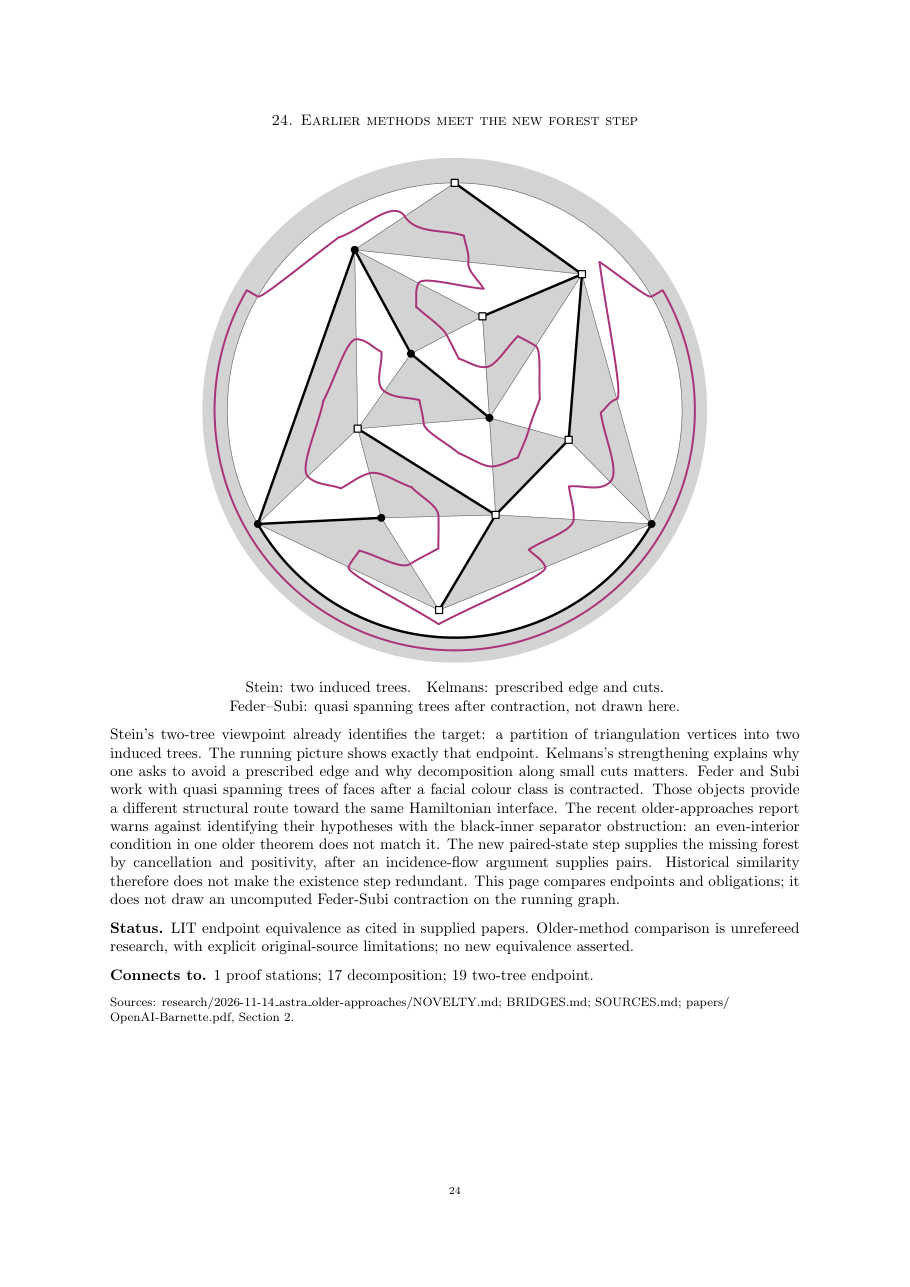 24. Earlier methods meet the new forest step
Stein: two induced trees. Kelmans: prescribed edge and cuts.
Feder–Subi: quasi spanning trees after contraction, not drawn here.
Stein's two-tree viewpoint already identifies the target: a partition of triangulation vertices into two
induced trees. The running picture shows exactly that endpoint. Kelmans's strengthening explains why
one asks to avoid a prescribed edge and why decomposition along small cuts matters. Feder and Subi
work with quasi spanning trees of faces after a facial colour class is contracted. Those objects provide
a different structural route toward the same Hamiltonian interface. The recent older-approaches report
warns against identifying their hypotheses with the black-inner separator obstruction: an even-interior
condition in one older theorem does not match it. The new paired-state step supplies the missing forest
by cancellation and positivity, after an incidence-flow argument supplies pairs. Historical similarity
therefore does not make the existence step redundant. This page compares endpoints and obligations; it
does not draw an uncomputed Feder-Subi contraction on the running graph.
Status. LIT endpoint equivalence as cited in supplied papers. Older-method comparison is unrefereed
research, with explicit original-source limitations; no new equivalence asserted.
Connects to. 1 proof stations; 17 decomposition; 19 two-tree endpoint.
Sources: research/2026-11-14_astra_older-approaches/NOVELTY.md; BRIDGES.md; SOURCES.md; papers/
OpenAI-Barnette.pdf, Section 2.
24